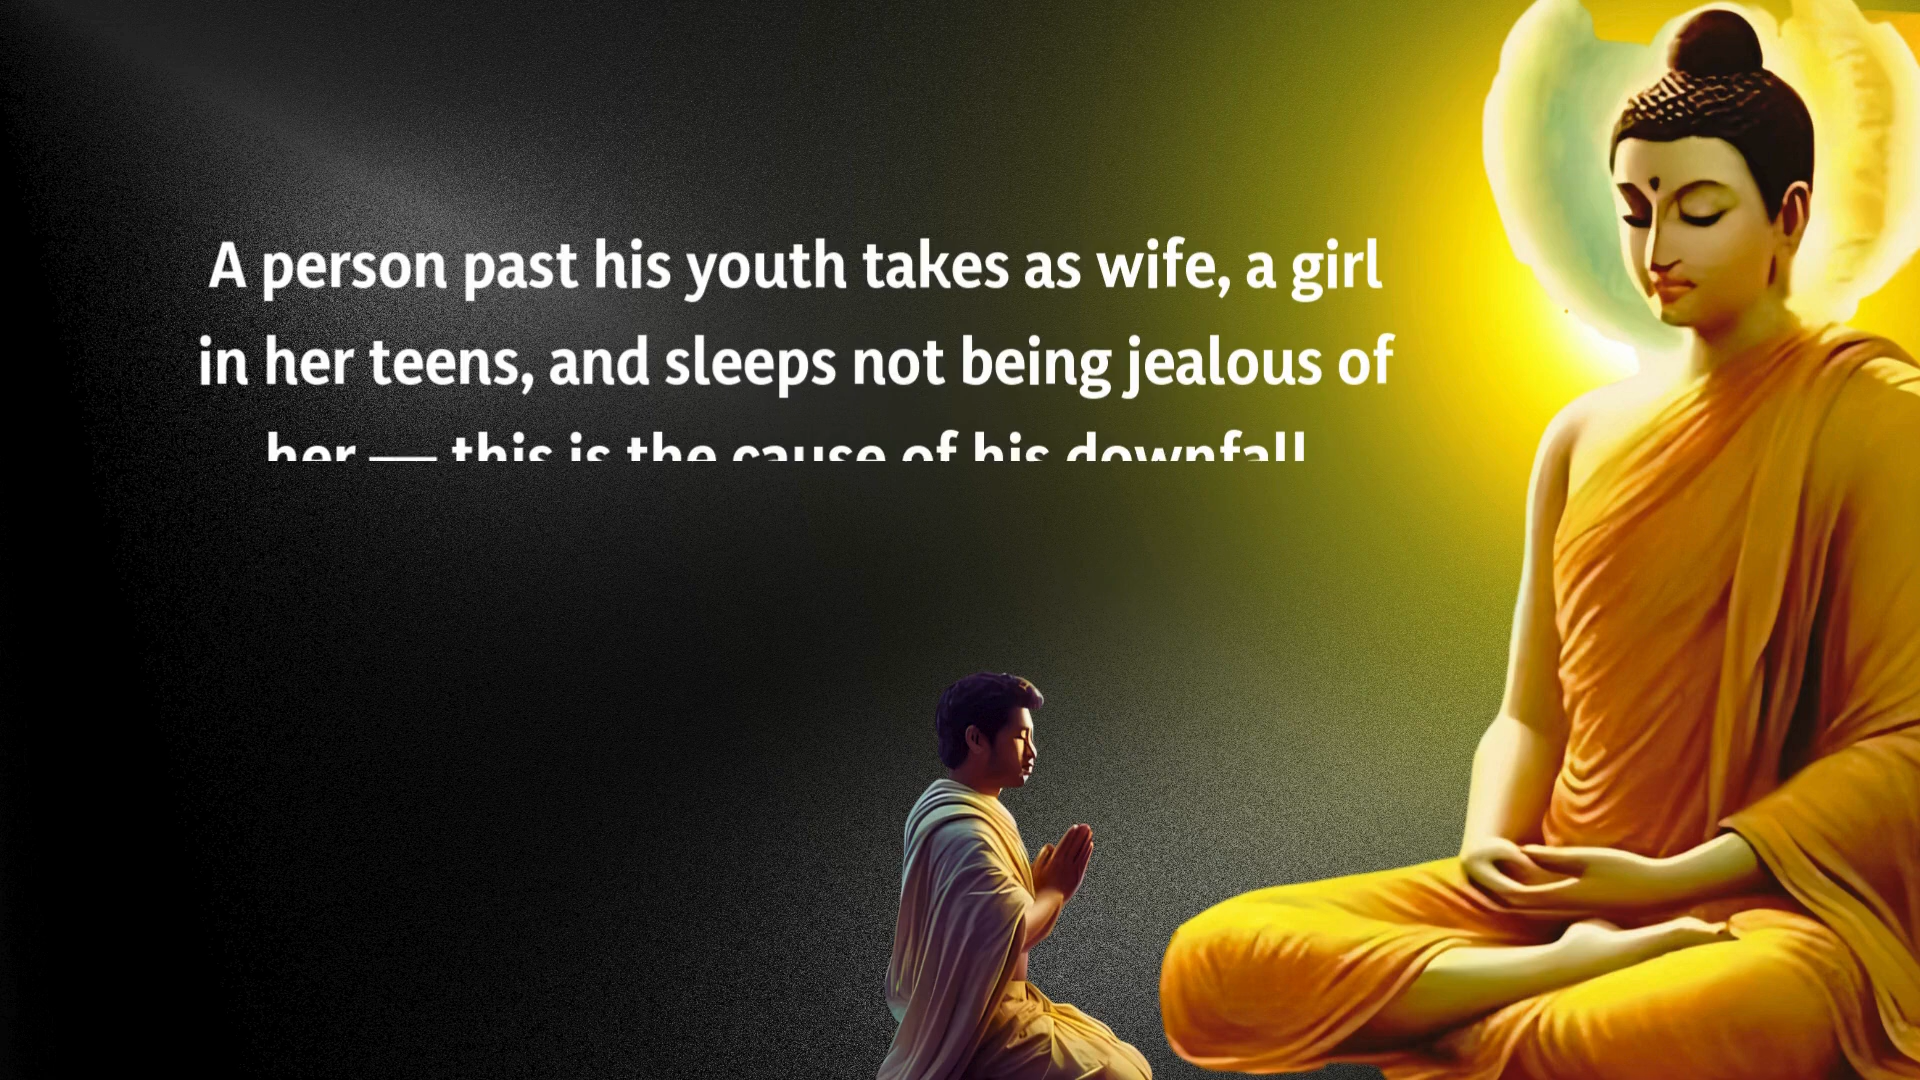 A person past his youth takes as wife, a girl
in her teens, and sleeps not being jealous of
her — this is the cause of his downfall